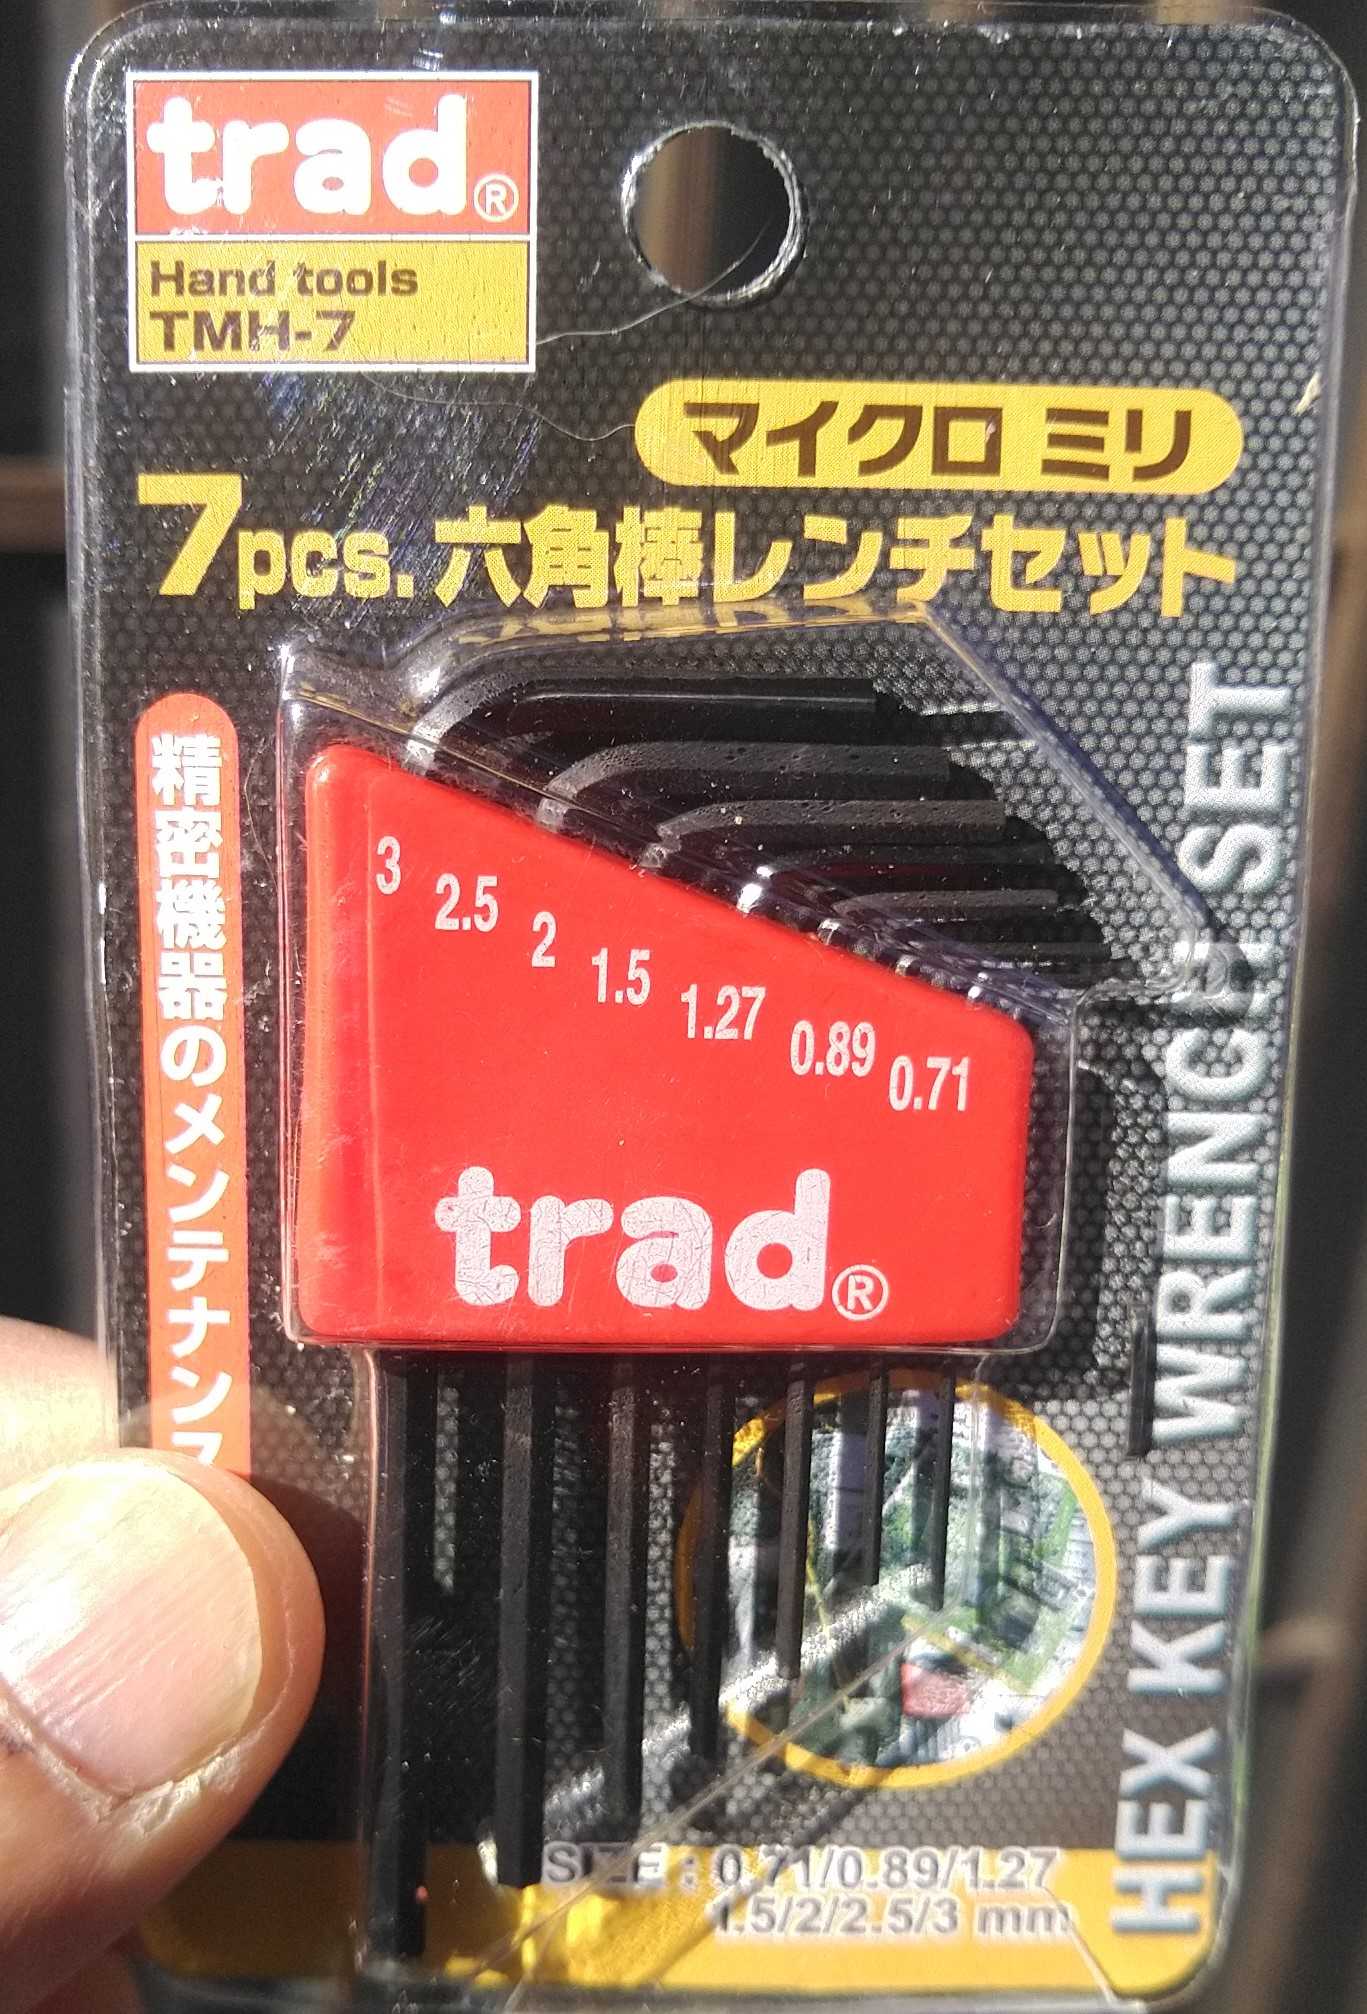 trad®
Hand tools
TMH-7
マイクロ ミリ
7pcs.六角棒レンチセット
精密機器のメンテナンス
3 2.5 2 1.5 1.27 0.89 0.71
trad®
HEX KEY WRENCH SET
SIZE : 0.71/0.89/1.27
1.5/2/2.5/3 mm